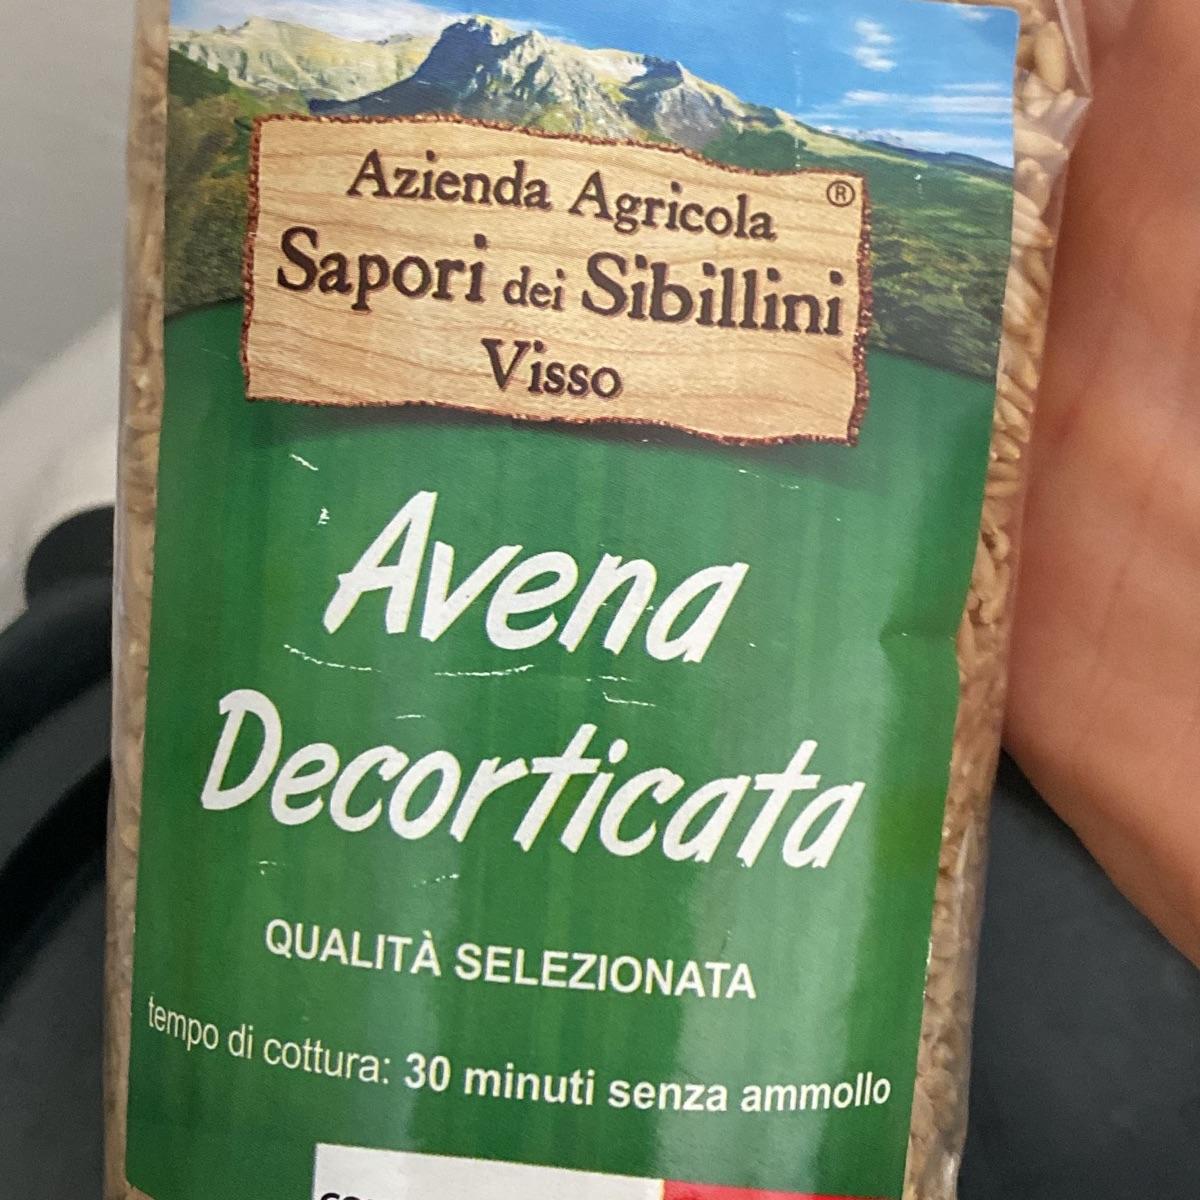 Azienda Agricola ®
Sapori dei Sibillini
Visso
Avena
Decorticata
QUALITÀ SELEZIONATA
tempo di cottura: 30 minuti senza ammollo